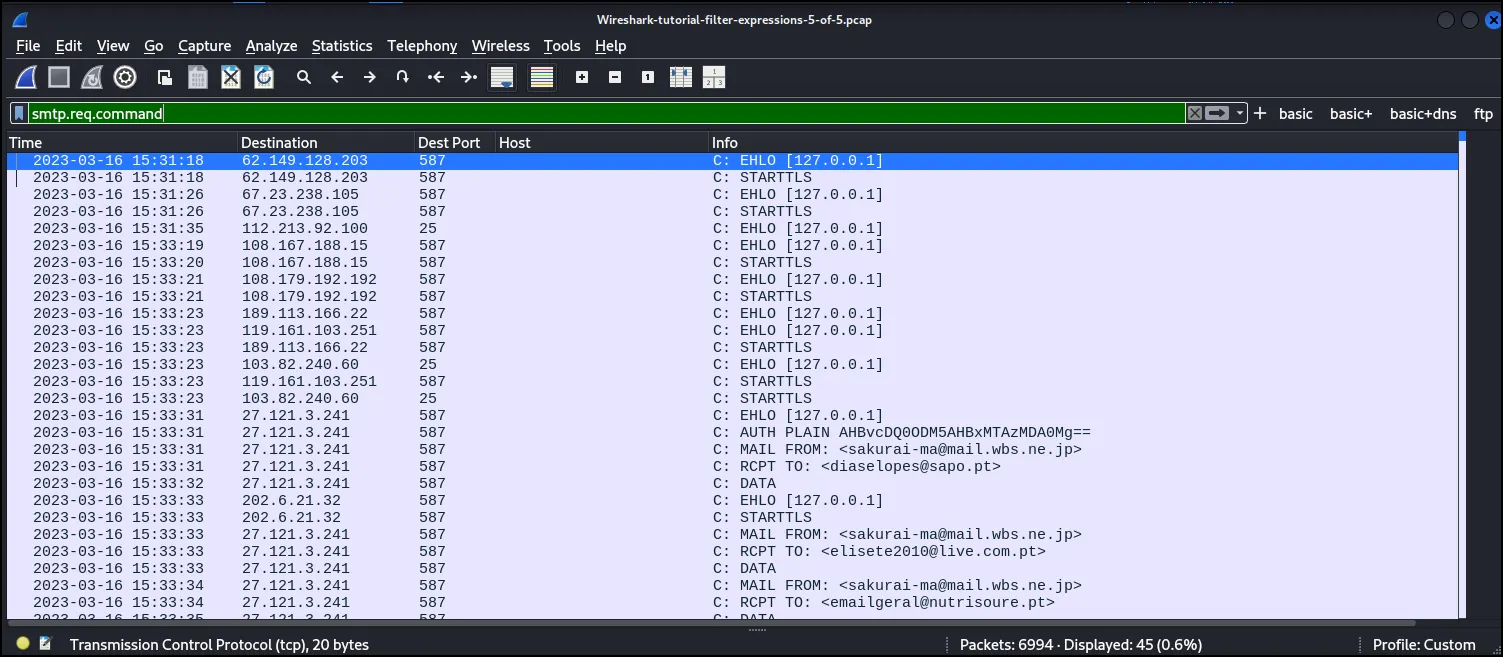 Wireshark-tutorial-filter-expressions-5-of-5.pcap
File Edit View Go Capture Analyze Statistics Telephony Wireless Tools Help
smtp.req.command + basic basic+ basic+dns ftp
Time Destination Dest Port Host Info
2023-03-16 15:31:18 62.149.128.203 587 C: EHLO [127.0.0.1]
2023-03-16 15:31:18 62.149.128.203 587 C: STARTTLS
2023-03-16 15:31:26 67.23.238.105 587 C: EHLO [127.0.0.1]
2023-03-16 15:31:26 67.23.238.105 587 C: STARTTLS
2023-03-16 15:31:35 112.213.92.100 25 C: EHLO [127.0.0.1]
2023-03-16 15:33:19 108.167.188.15 587 C: EHLO [127.0.0.1]
2023-03-16 15:33:20 108.167.188.15 587 C: STARTTLS
2023-03-16 15:33:21 108.179.192.192 587 C: EHLO [127.0.0.1]
2023-03-16 15:33:21 108.179.192.192 587 C: STARTTLS
2023-03-16 15:33:23 189.113.166.22 587 C: EHLO [127.0.0.1]
2023-03-16 15:33:23 119.161.103.251 587 C: EHLO [127.0.0.1]
2023-03-16 15:33:23 189.113.166.22 587 C: STARTTLS
2023-03-16 15:33:23 103.82.240.60 25 C: EHLO [127.0.0.1]
2023-03-16 15:33:23 119.161.103.251 587 C: STARTTLS
2023-03-16 15:33:23 103.82.240.60 25 C: STARTTLS
2023-03-16 15:33:31 27.121.3.241 587 C: EHLO [127.0.0.1]
2023-03-16 15:33:31 27.121.3.241 587 C: AUTH PLAIN AHBvcDQ0ODM5AHBxMTAzMDA0Mg==
2023-03-16 15:33:31 27.121.3.241 587 C: MAIL FROM: <sakurai-ma@mail.wbs.ne.jp>
2023-03-16 15:33:31 27.121.3.241 587 C: RCPT TO: <diaselopes@sapo.pt>
2023-03-16 15:33:32 27.121.3.241 587 C: DATA
2023-03-16 15:33:33 202.6.21.32 587 C: EHLO [127.0.0.1]
2023-03-16 15:33:33 202.6.21.32 587 C: STARTTLS
2023-03-16 15:33:33 27.121.3.241 587 C: MAIL FROM: <sakurai-ma@mail.wbs.ne.jp>
2023-03-16 15:33:33 27.121.3.241 587 C: RCPT TO: <elisete2010@live.com.pt>
2023-03-16 15:33:33 27.121.3.241 587 C: DATA
2023-03-16 15:33:34 27.121.3.241 587 C: MAIL FROM: <sakurai-ma@mail.wbs.ne.jp>
2023-03-16 15:33:34 27.121.3.241 587 C: RCPT TO: <emailgeral@nutrisoure.pt>
2023-03-16 15:33:35 27.121.3.241 587 C: DATA
Transmission Control Protocol (tcp), 20 bytes Packets: 6994 · Displayed: 45 (0.6%) Profile: Custom